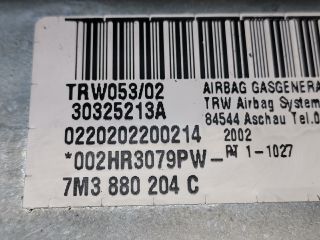 TRW053/02
30325213A
0220202200214
*002HR3079PW-
7M3 880 204 C
AIRBAG GASGENERA
TRW Airbag System
84544 Aschau Tel.0
2002
PT 1-1027